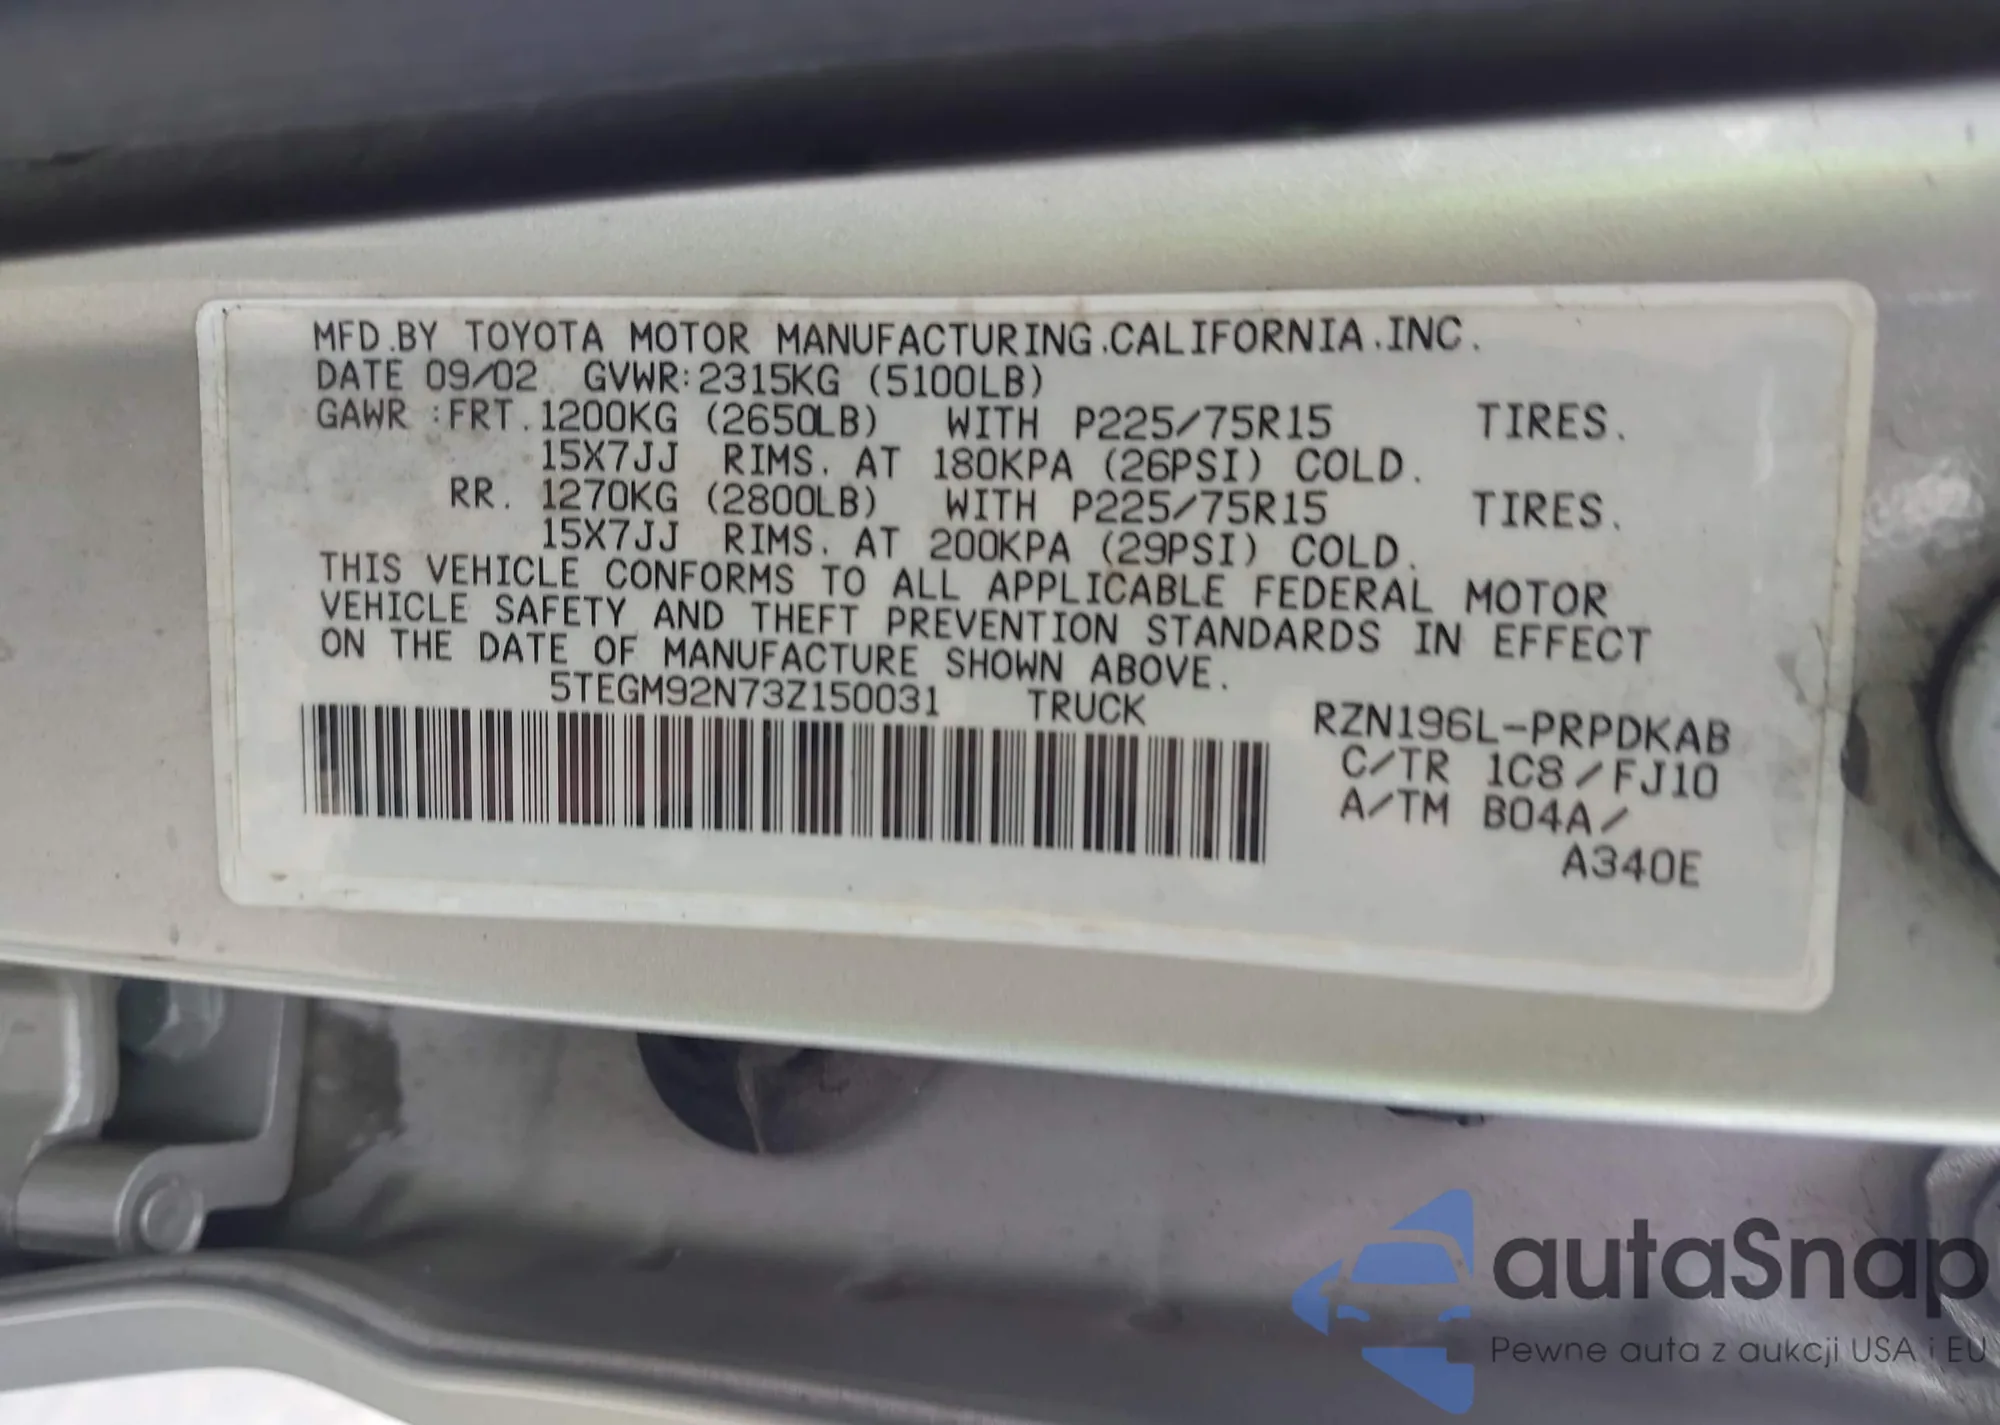 MFD.BY TOYOTA MOTOR MANUFACTURING.CALIFORNIA.INC.
DATE 09/02 GVWR:2315KG (5100LB)
GAWR :FRT.1200KG (2650LB) WITH P225/75R15 TIRES.
15X7JJ RIMS. AT 180KPA (26PSI) COLD.
RR. 1270KG (2800LB) WITH P225/75R15 TIRES.
15X7JJ RIMS. AT 200KPA (29PSI) COLD.
THIS VEHICLE CONFORMS TO ALL APPLICABLE FEDERAL MOTOR
VEHICLE SAFETY AND THEFT PREVENTION STANDARDS IN EFFECT
ON THE DATE OF MANUFACTURE SHOWN ABOVE.
5TEGM92N73Z150031 TRUCK
RZN196L-PRPDKAB
C/TR 1C8/FJ10
A/TM B04A/
A340E
autaSnap
Pewne auta z aukcji USA i EU